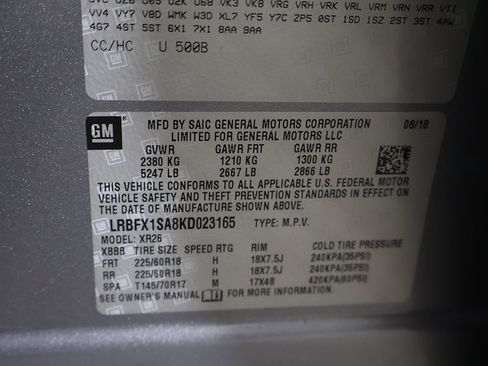 VV4 VY7 V8D WMK W3D XL7 YF5 Y7C 2P5 0ST 1SD 1SZ 2ST 3ST 4AW
4G7 4ST 5ST 6X1 7X1 8AA 9AA
CC/HC U 500B
GM
MFD BY SAIC GENERAL MOTORS CORPORATION 08/18
LIMITED FOR GENERAL MOTORS LLC
GVWR GAWR FRT GAWR RR
2380 KG 1210 KG 1300 KG
5247 LB 2667 LB 2866 LB
THIS VEHICLE CONFORMS TO ALL APPLICABLE U.S. FEDERAL MOTOR
VEHICLE SAFETY AND THEFT PREVENTION STANDARDS IN EFFECT ON
THE DATE OF MANUFACTURE SHOWN ABOVE.
LRBFX1SA8KD023165 TYPE: M.P.V.
MODEL: XR26
XBBB TIRE SIZE SPEED RTG RIM COLD TIRE PRESSURE
FRT 225/60R18 H 18X7.5J 240KPA(35PSI)
RR 225/60R18 H 18X7.5J 240KPA(35PSI)
SPA T145/70R17 M 17X4B 420KPA(60PSI)
SEE OWNER'S MANUAL FOR MORE INFORMATION.